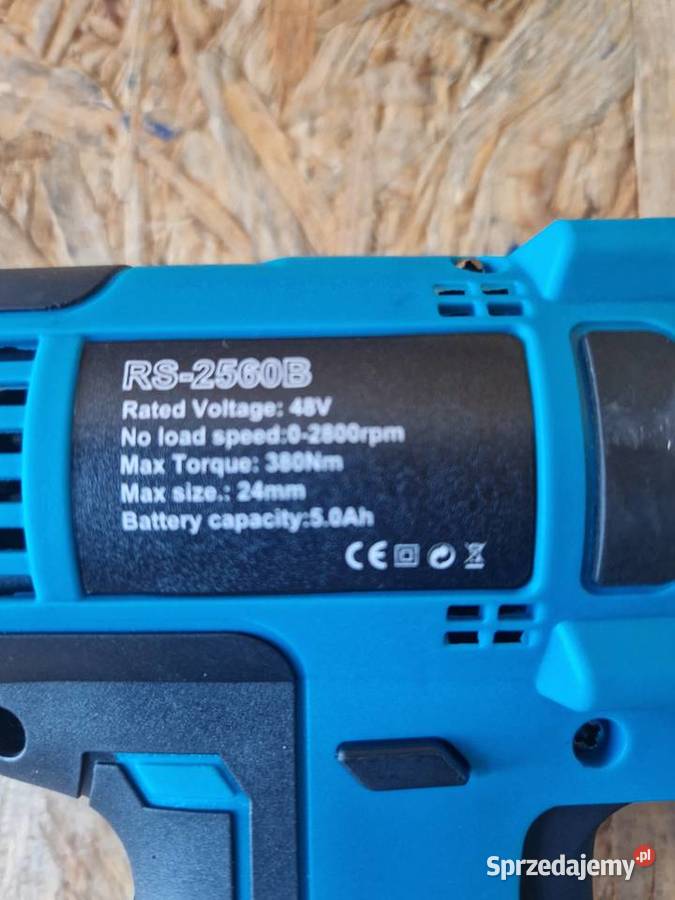 RS-2560B
Rated Voltage: 48V
No load speed:0-2800rpm
Max Torque: 380Nm
Max size.: 24mm
Battery capacity:5.0Ah
CE
Sprzedajemy.pl